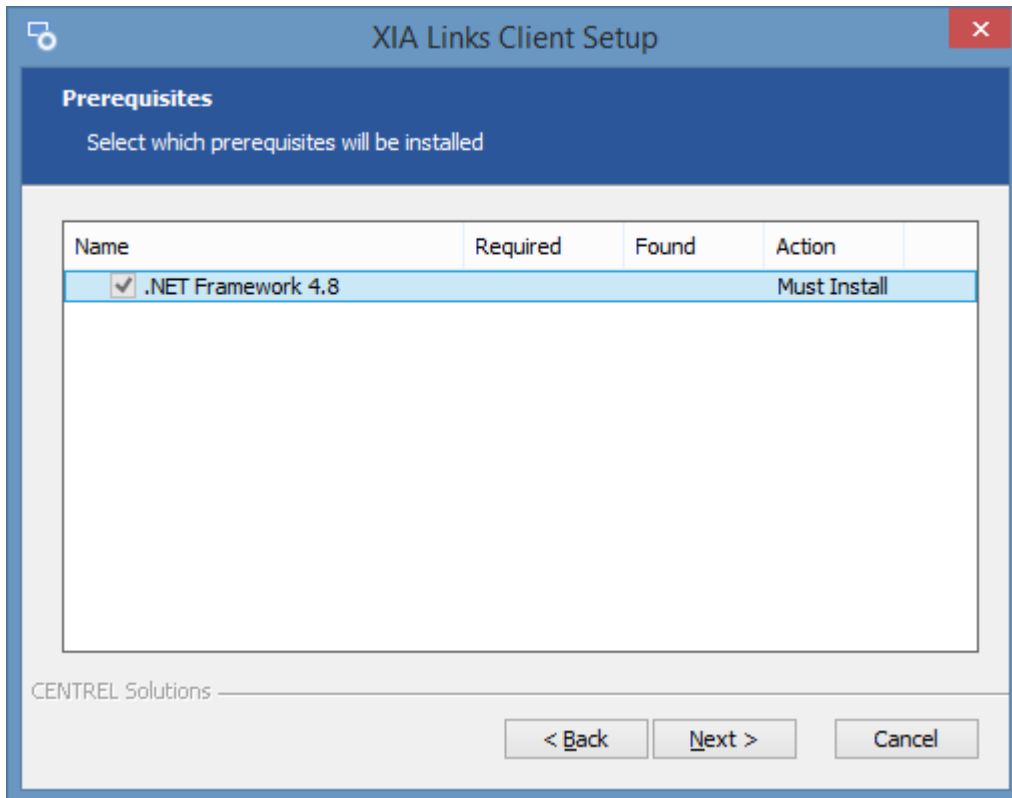 XIA Links Client Setup
Prerequisites
Select which prerequisites will be installed
Name Required Found Action
.NET Framework 4.8 Must Install
CENTREL Solutions
< Back Next > Cancel